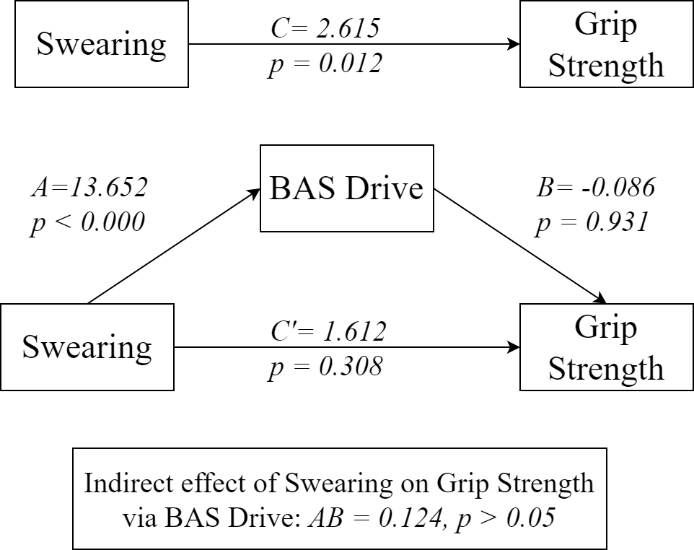 Swearing
C= 2.615
p = 0.012
Grip
Strength
A=13.652
p < 0.000
BAS Drive
B= -0.086
p = 0.931
Swearing
C'= 1.612
p = 0.308
Grip
Strength
Indirect effect of Swearing on Grip Strength
via BAS Drive: AB = 0.124, p > 0.05